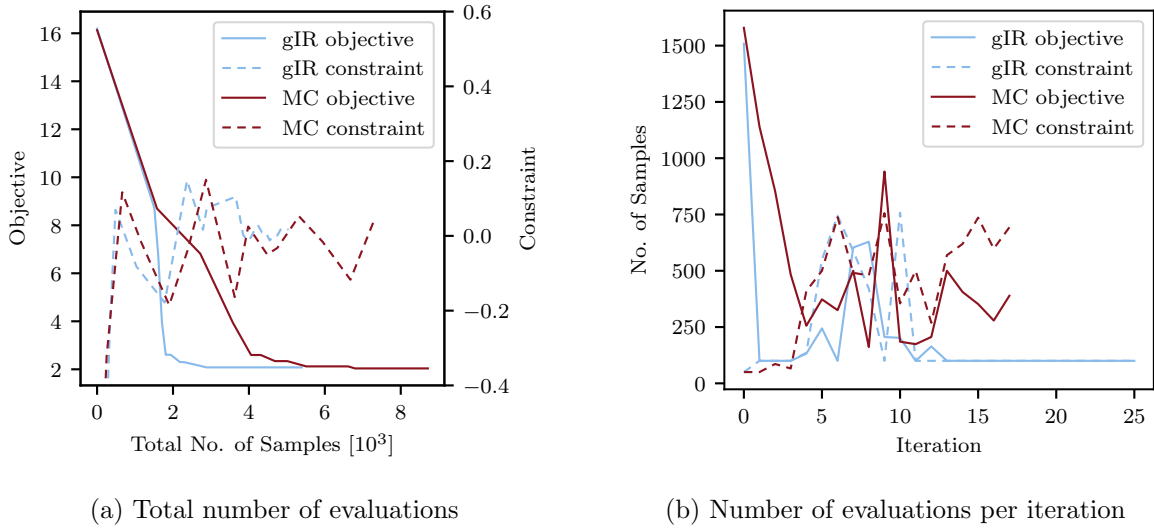 16
14
12
10
8
6
4
2
Objective
0.6
0.4
0.2
0.0
−0.2
−0.4
Constraint
gIR objective
gIR constraint
MC objective
MC constraint
0 2 4 6 8
Total No. of Samples [10³]
(a) Total number of evaluations
1500
1250
1000
750
500
250
0
No. of Samples
gIR objective
gIR constraint
MC objective
MC constraint
0 5 10 15 20 25
Iteration
(b) Number of evaluations per iteration